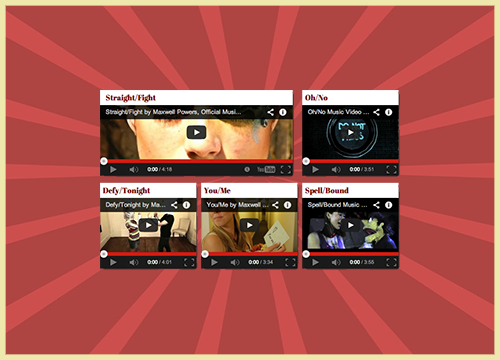 Straight/Fight
Straight/Fight by Maxwell Powers, Official Musi...
0:00 / 4:18
YouTube
Oh/No
Oh/No Music Video ...
0:00 / 3:51
Defy/Tonight
Defy/Tonight by Ma...
0:00 / 4:01
You/Me
You/Me by Maxwell ...
0:00 / 3:34
Spell/Bound
Spell/Bound Music ...
0:00 / 3:55